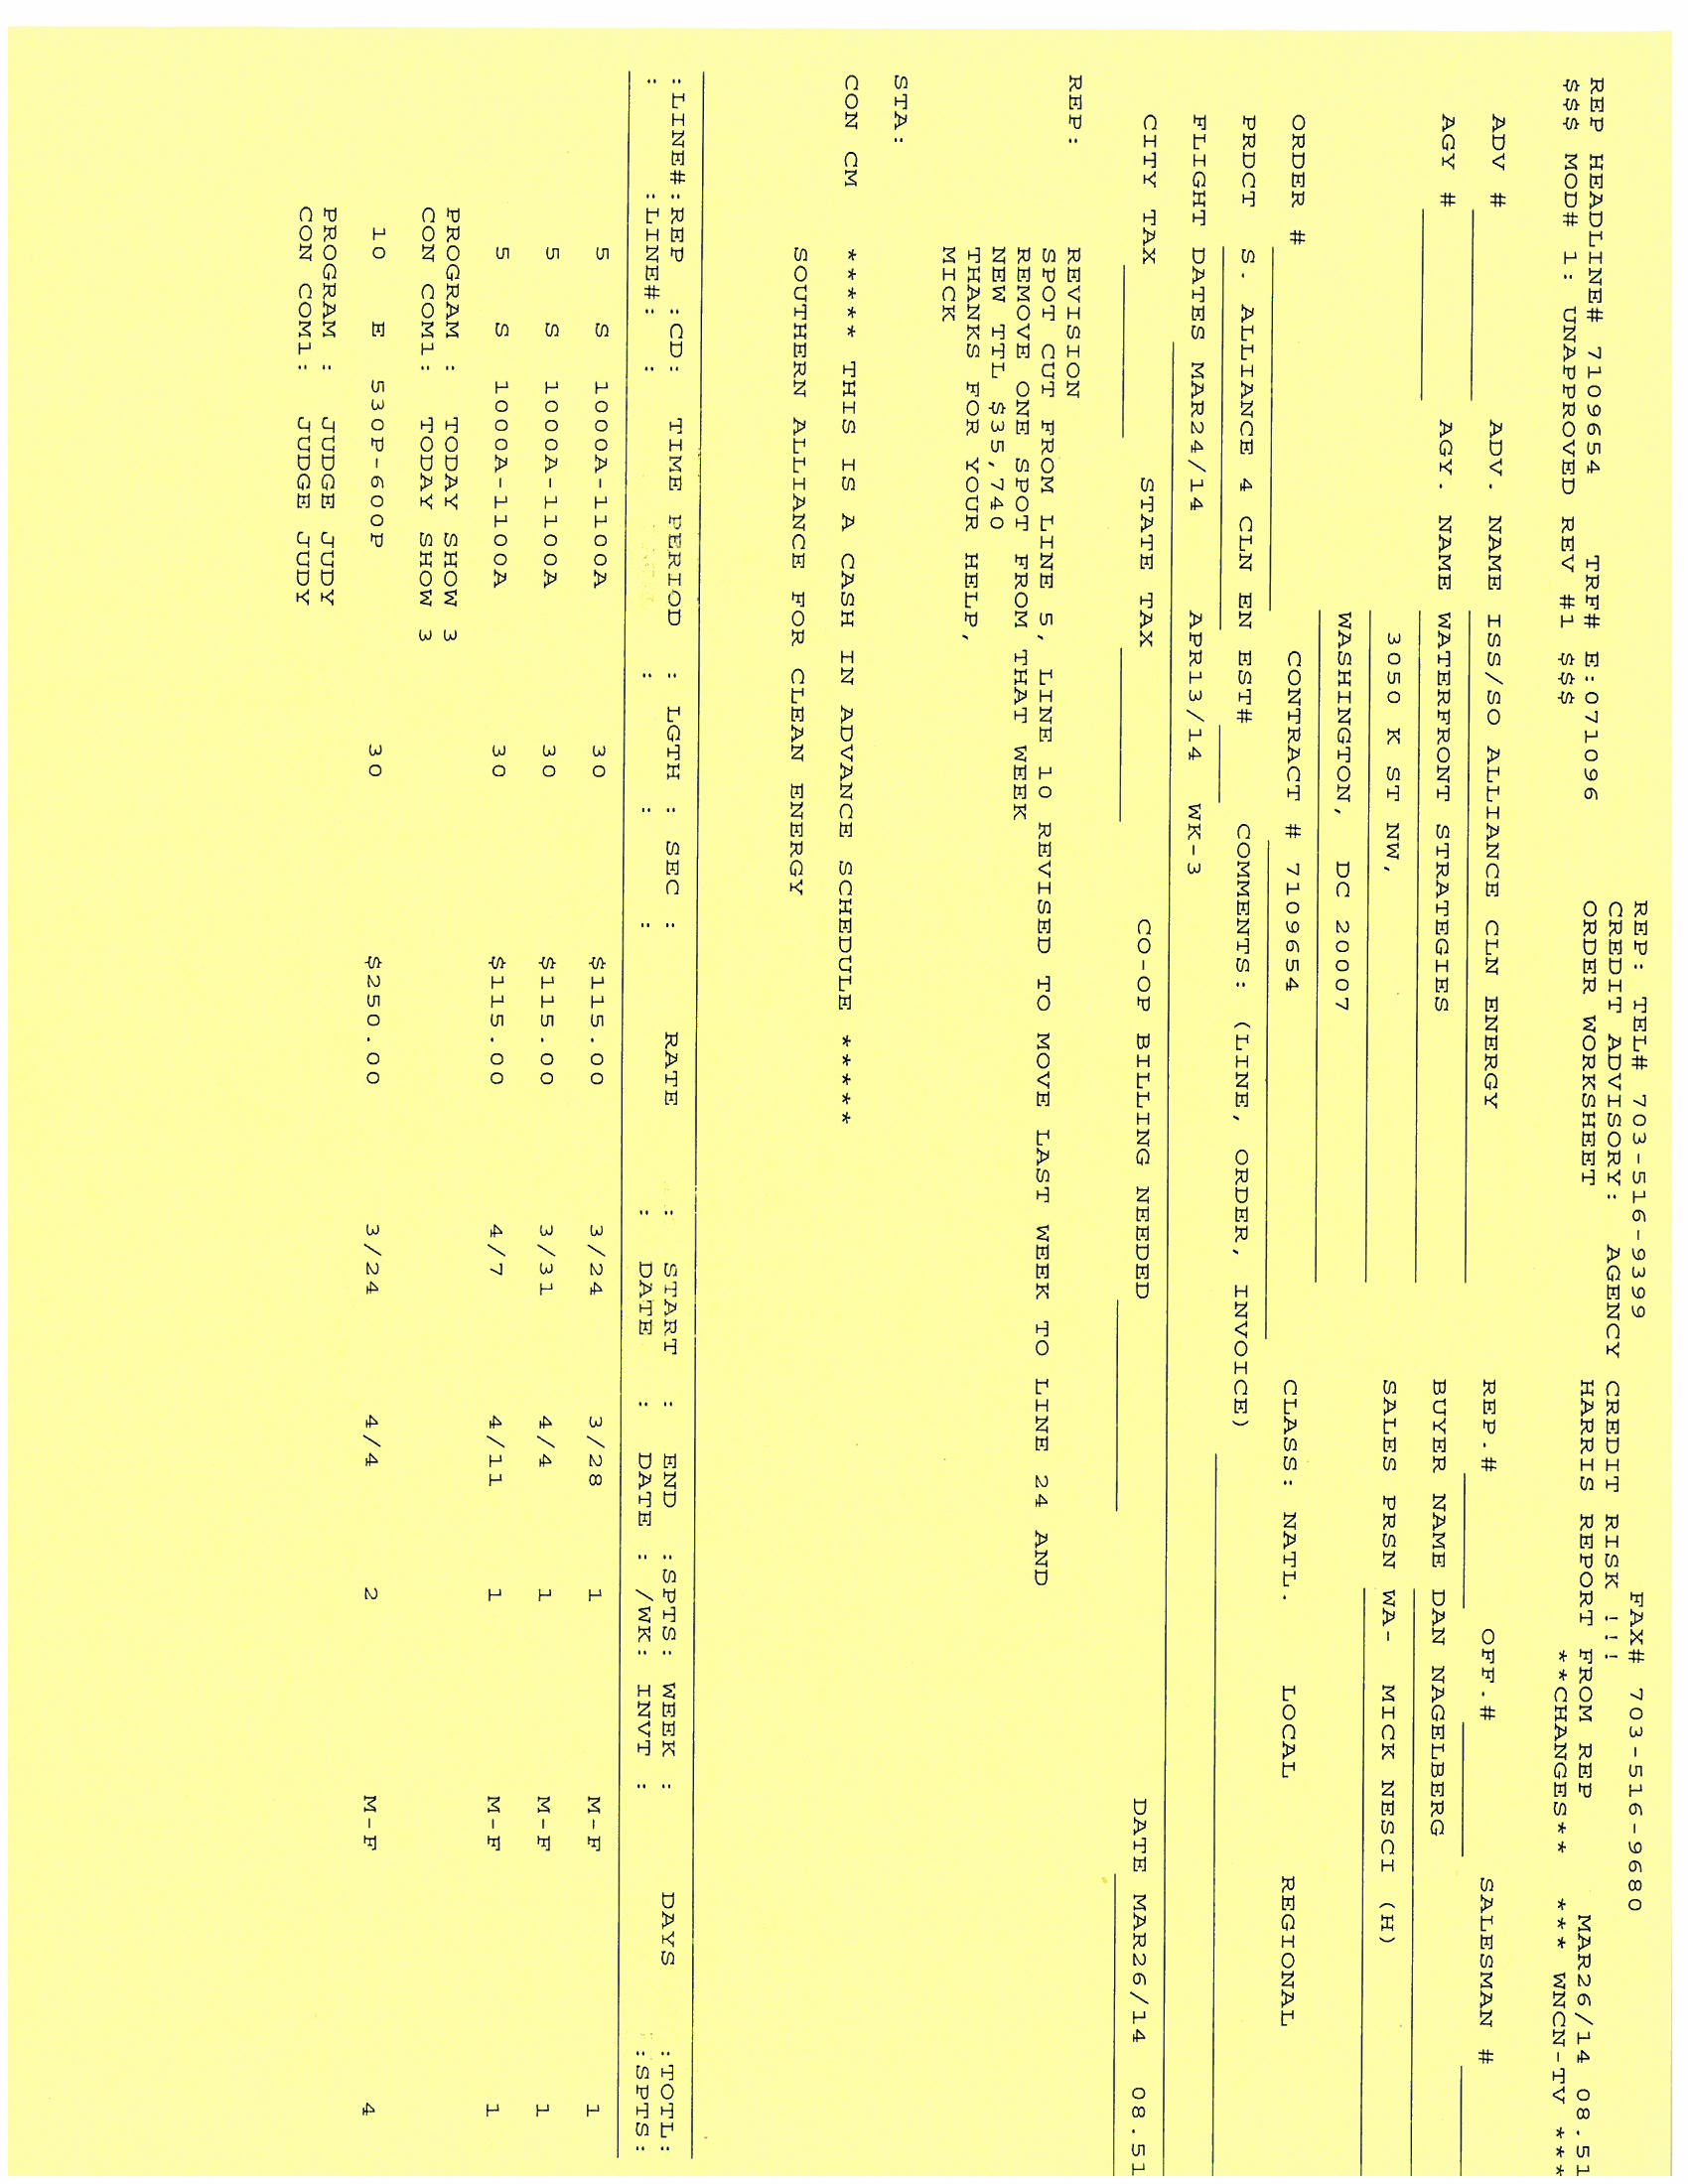 REP: TEL# 703-516-9399 FAX# 703-516-9680
CREDIT ADVISORY: AGENCY CREDIT RISK !!!
REP HEADLINE# 7109654 TRF# E:071096 ORDER WORKSHEET HARRIS REPORT FROM REP MAR26/14 08.51
$$$ MOD# 1: UNAPPROVED REV #1 $$$ **CHANGES** *** WNCN-TV ***
ADV # ADV. NAME ISS/SO ALLIANCE CLN ENERGY REP.# OFF.# SALESMAN #
AGY # AGY. NAME WATERFRONT STRATEGIES BUYER NAME DAN NAGELBERG
3050 K ST NW, SALES PRSN WA- MICK NESCI (H)
WASHINGTON, DC 20007
ORDER # CONTRACT # 7109654 CLASS: NATL. LOCAL REGIONAL
PRDCT S. ALLIANCE 4 CLN EN EST# COMMENTS: (LINE, ORDER, INVOICE)
FLIGHT DATES MAR24/14 APR13/14 WK-3
CITY TAX STATE TAX CO-OP BILLING NEEDED DATE MAR26/14 08.51
REP: REVISION
SPOT CUT FROM LINE 5, LINE 10 REVISED TO MOVE LAST WEEK TO LINE 24 AND
REMOVE ONE SPOT FROM THAT WEEK
NEW TTL $35,740
THANKS FOR YOUR HELP,
MICK
STA:
CON CM ***** THIS IS A CASH IN ADVANCE SCHEDULE *****
SOUTHERN ALLIANCE FOR CLEAN ENERGY
:LINE#:REP :CD: TIME PERIOD : LGTH : SEC : RATE : START : END :SPTS: WEEK : DAYS :TOTL:
: :LINE#: : : : : : DATE : DATE : /WK: INVT : :SPTS:
5 S 1000A-1100A 30 $115.00 3/24 3/28 1 M-F 1
5 S 1000A-1100A 30 $115.00 3/31 4/4 1 M-F 1
5 S 1000A-1100A 30 $115.00 4/7 4/11 1 M-F 1
PROGRAM : TODAY SHOW 3
CON COM1: TODAY SHOW 3
10 E 530P-600P 30 $250.00 3/24 4/4 2 M-F 4
PROGRAM : JUDGE JUDY
CON COM1: JUDGE JUDY